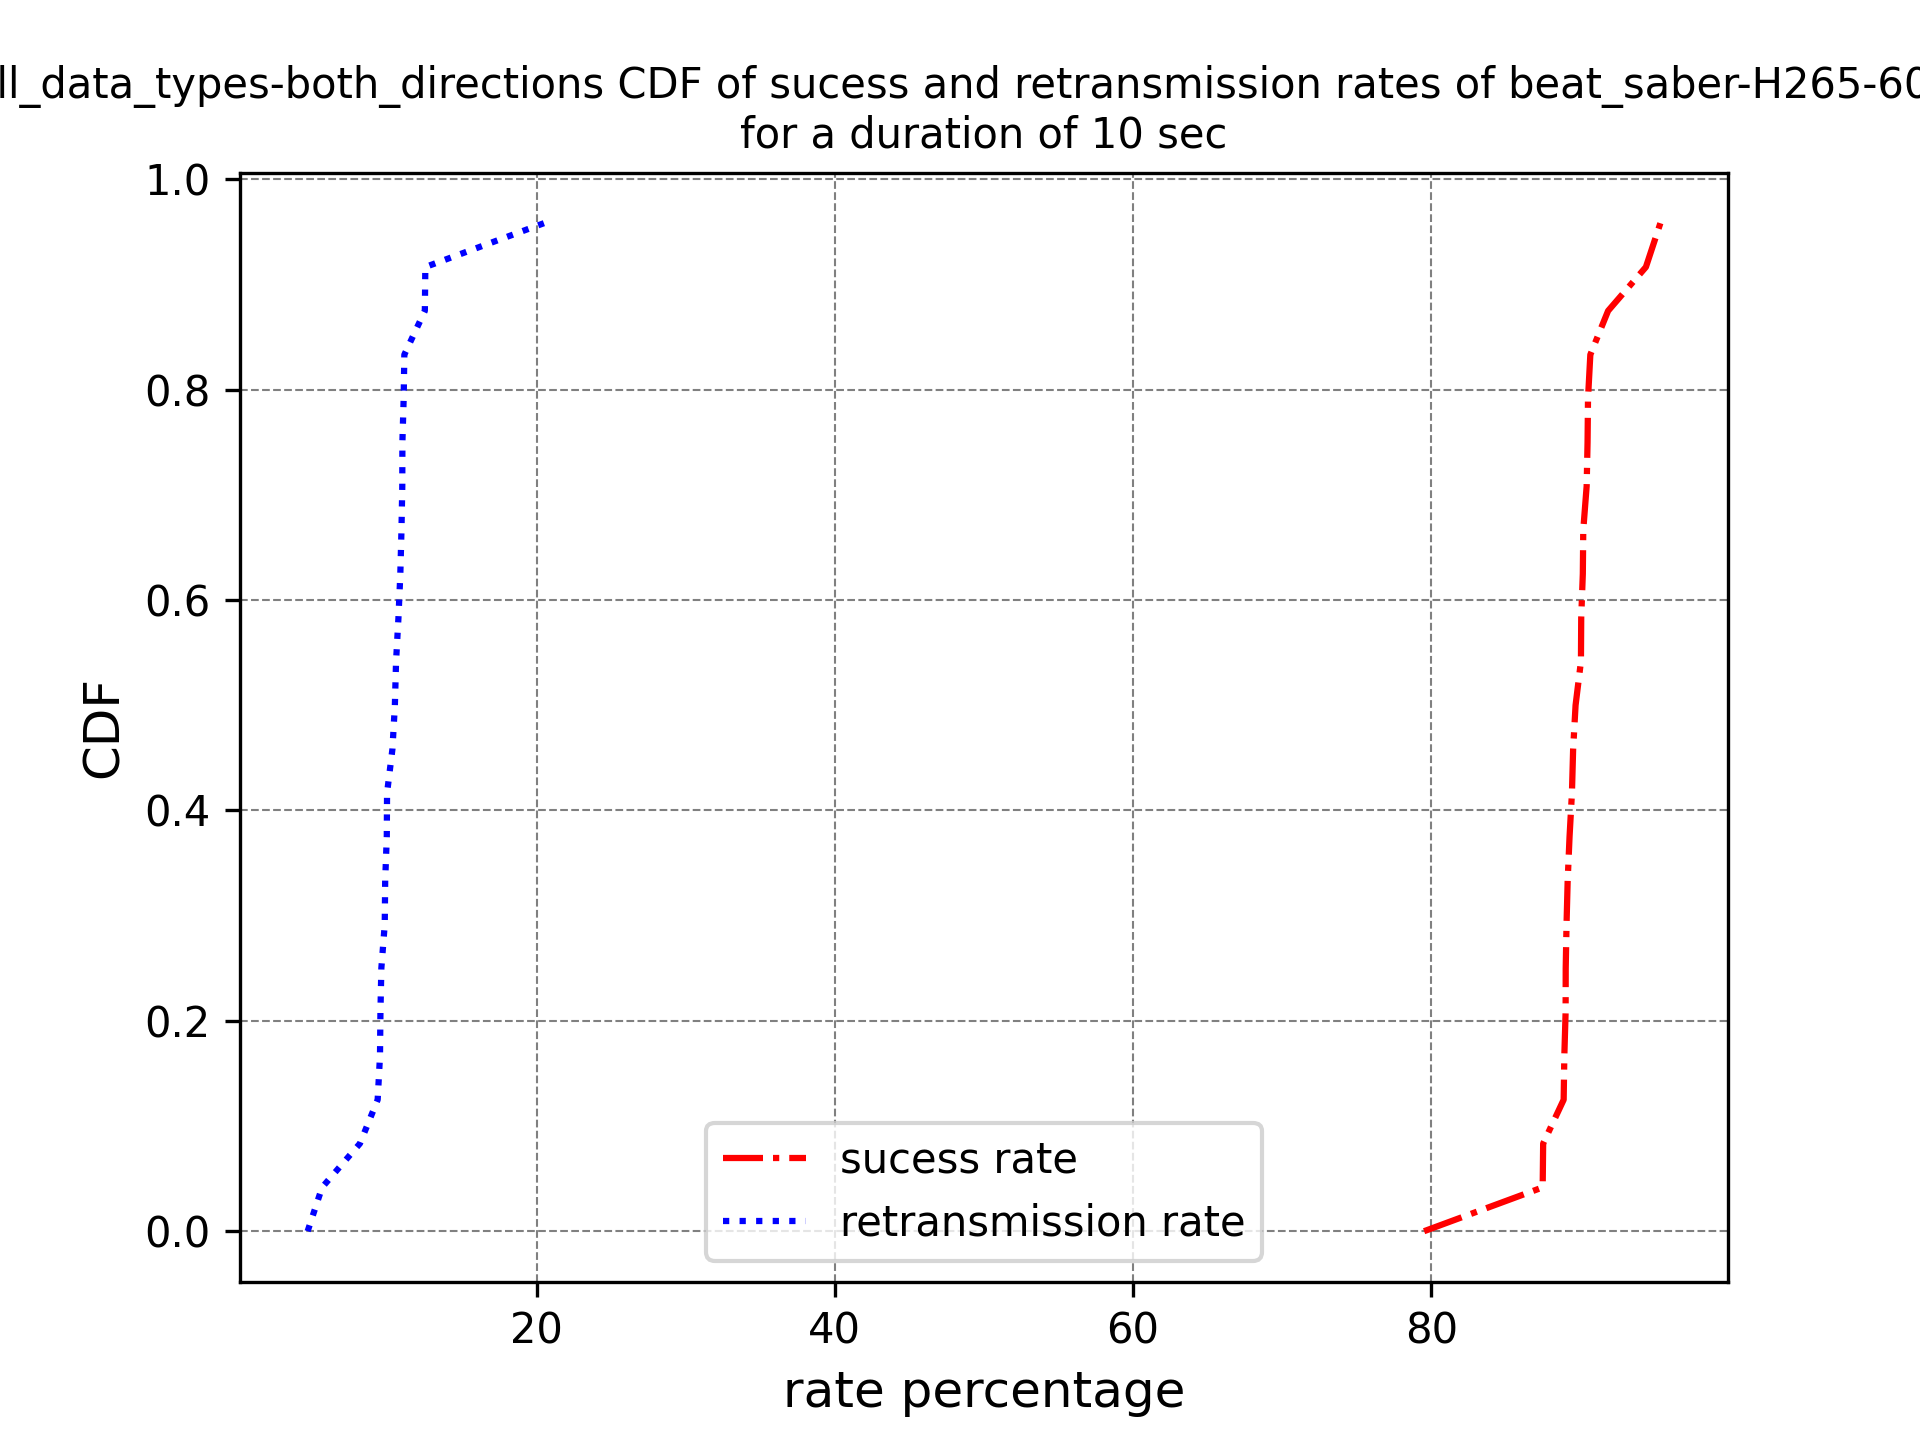 ll_data_types-both_directions CDF of sucess and retransmission rates of beat_saber-H265-60
for a duration of 10 sec
1.0
0.8
0.6
0.4
0.2
0.0
CDF
sucess rate
retransmission rate
20 40 60 80
rate percentage